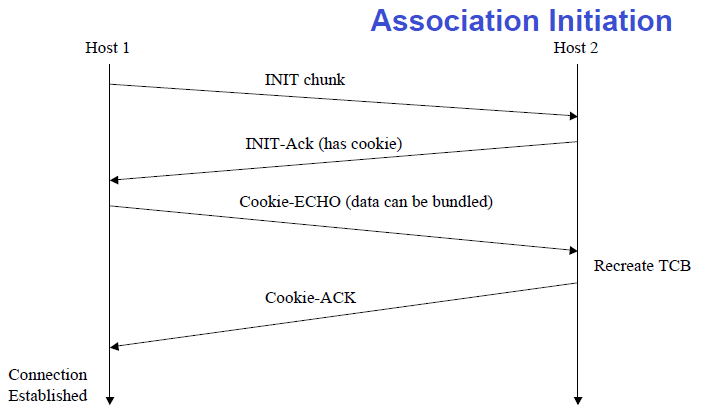 Association Initiation
Host 1
Host 2
INIT chunk
INIT-Ack (has cookie)
Cookie-ECHO (data can be bundled)
Recreate TCB
Cookie-ACK
Connection
Established